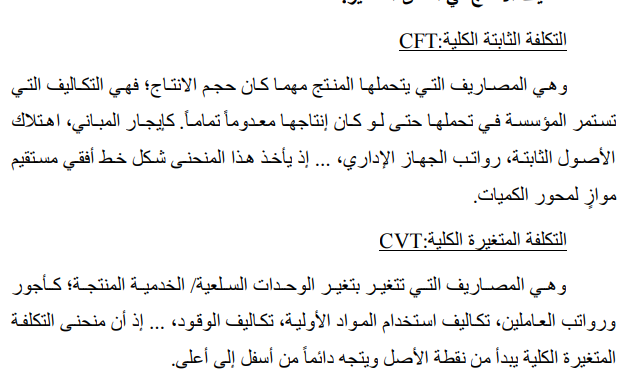 التكلفة الثابتة الكلية:CFT
وهي المصاريف التي يتحملها المنتج مهما كان حجم الانتاج؛ فهي التكاليف التي
تستمر المؤسسة في تحملها حتى لو كان إنتاجها معدوماً تماماً. كإيجار المباني، اهتلاك
الأصول الثابتة، رواتب الجهاز الإداري، ... إذ يأخذ هذا المنحنى شكل خط أفقي مستقيم
موازٍ لمحور الكميات.
التكلفة المتغيرة الكلية:CVT
وهي المصاريف التي تتغير بتغير الوحدات السلعية/ الخدمية المنتجة؛ كأجور
ورواتب العاملين، تكاليف استخدام المواد الأولية، تكاليف الوقود، ... إذ أن منحنى التكلفة
المتغيرة الكلية يبدأ من نقطة الأصل ويتجه دائماً من أسفل إلى أعلى.